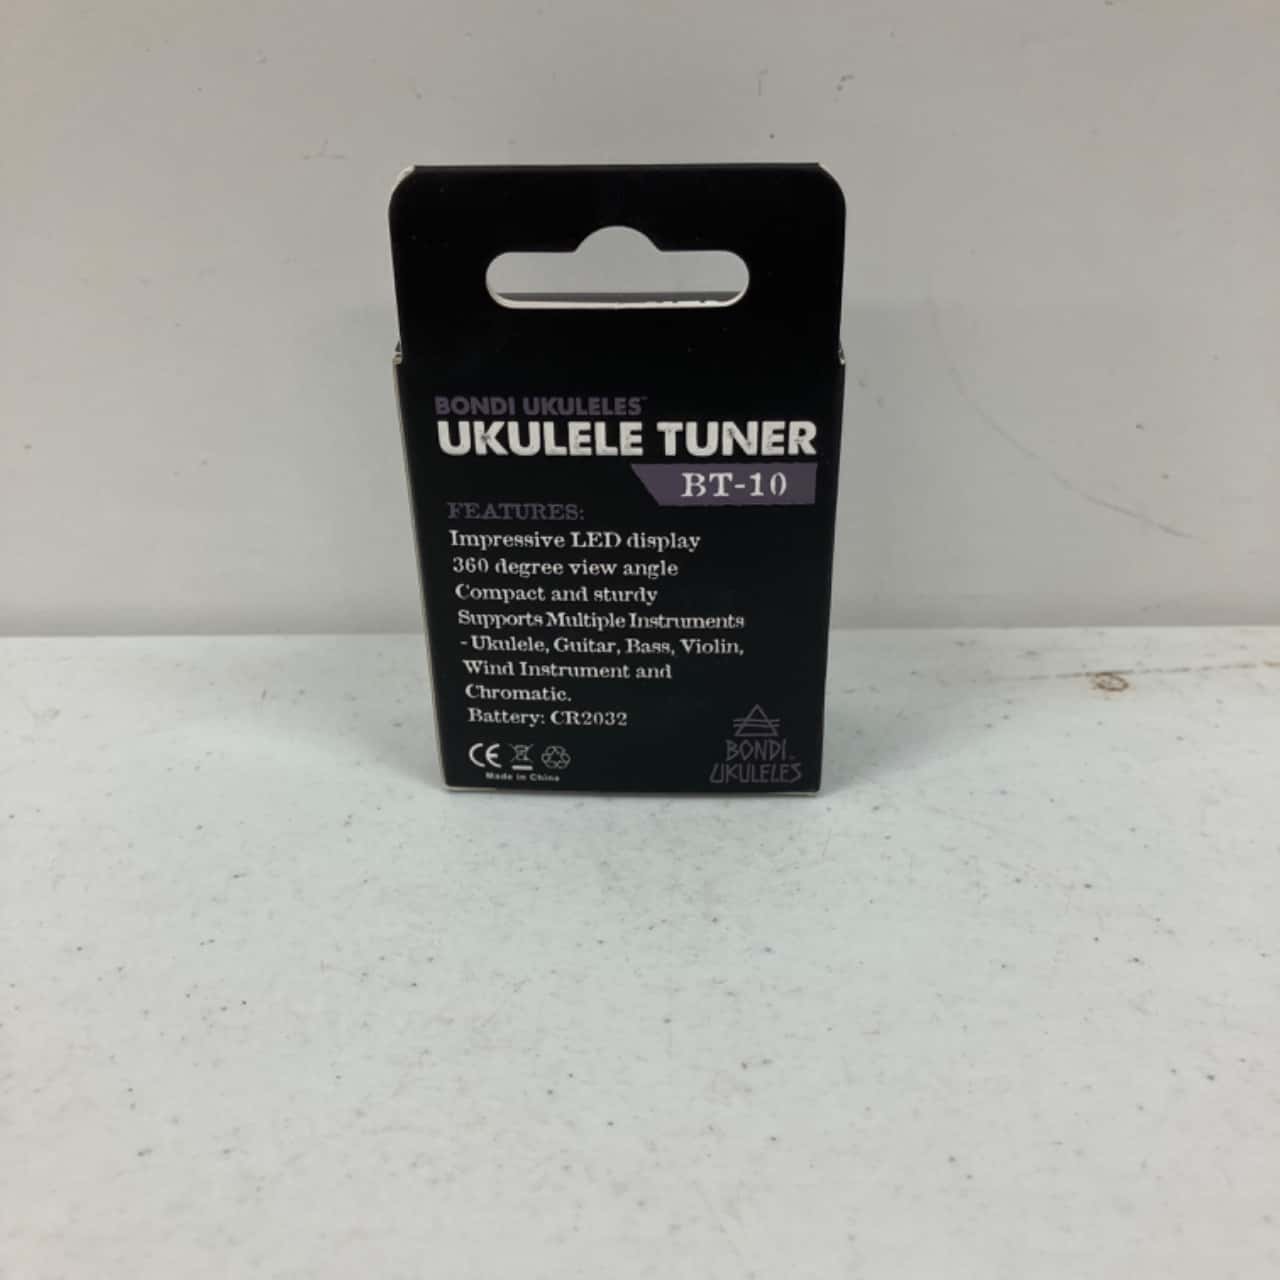 BONDI UKULELES™
UKULELE TUNER
BT-10
FEATURES:
Impressive LED display
360 degree view angle
Compact and sturdy
Supports Multiple Instruments
- Ukulele, Guitar, Bass, Violin,
Wind Instrument and
Chromatic.
Battery: CR2032
CE
Made in China
BONDI
UKULELES